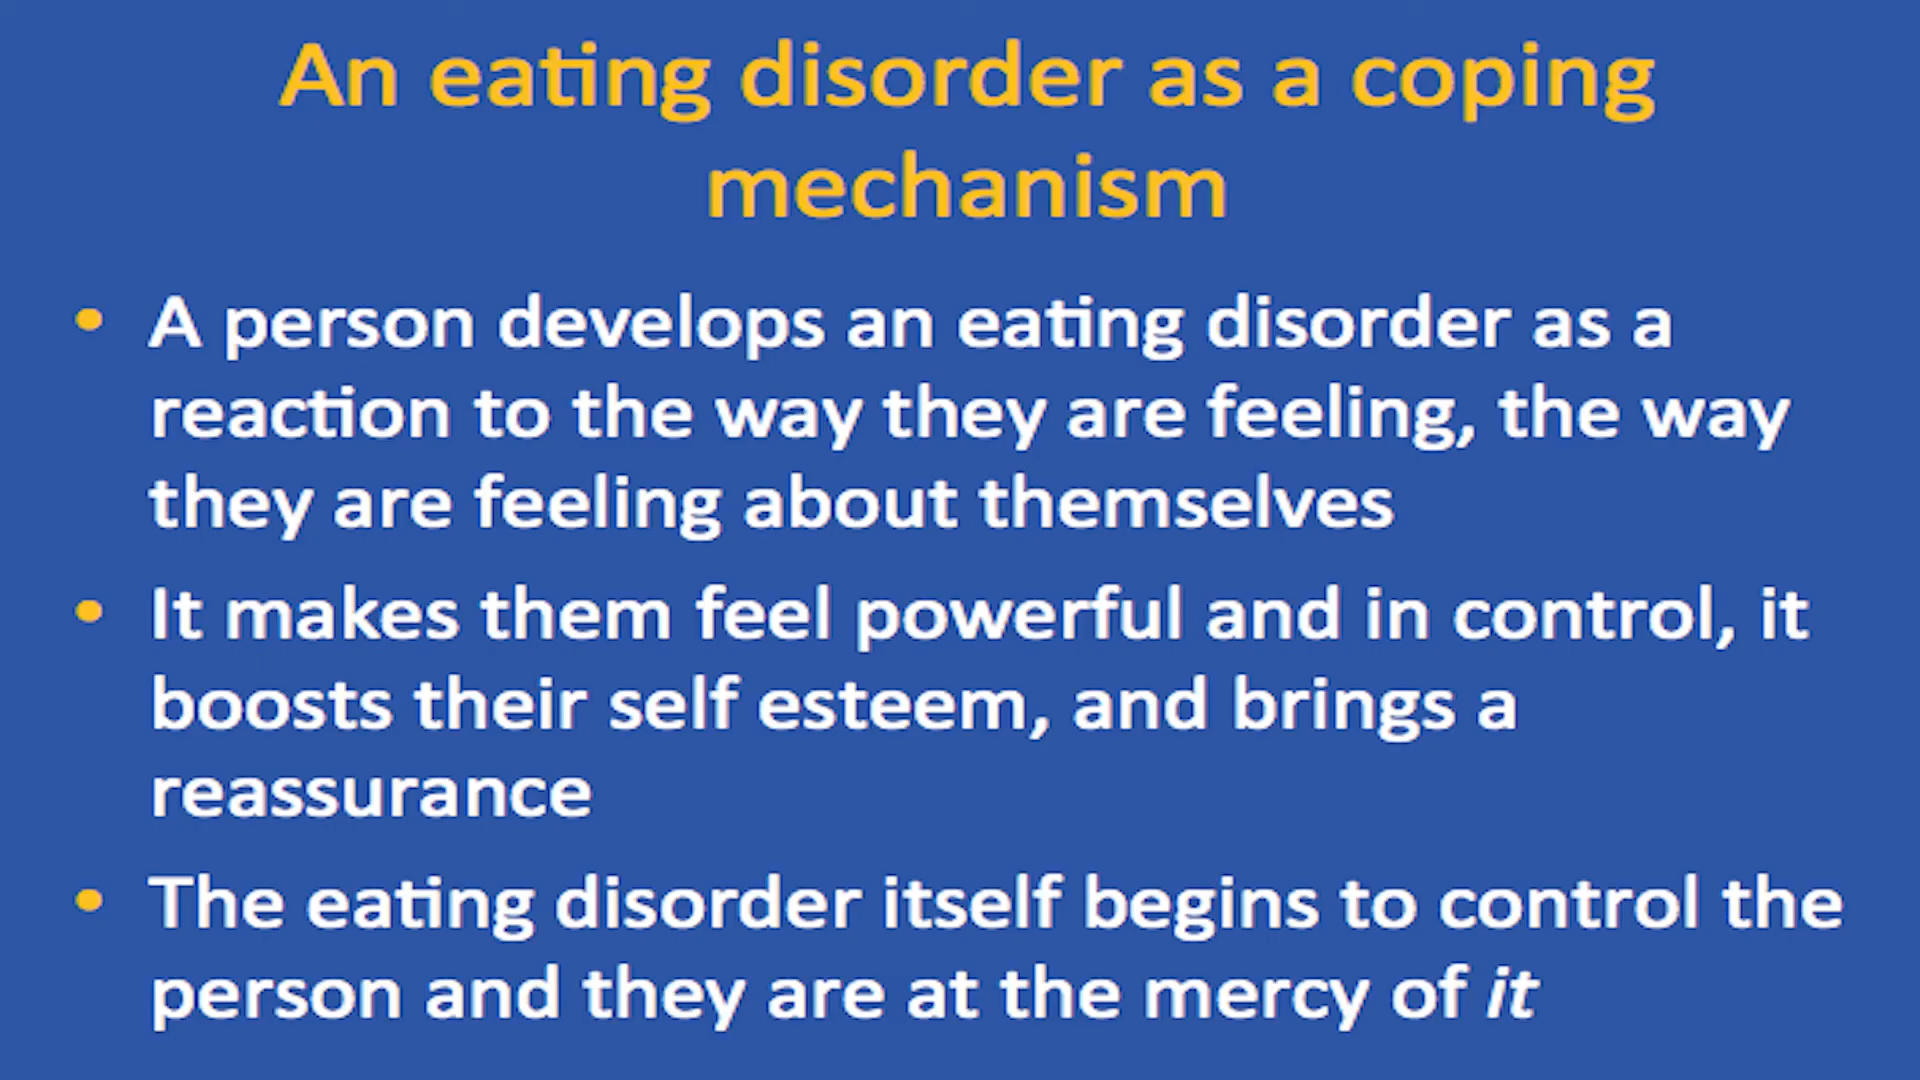 An eating disorder as a coping
mechanism
• A person develops an eating disorder as a
reaction to the way they are feeling, the way
they are feeling about themselves
• It makes them feel powerful and in control, it
boosts their self esteem, and brings a
reassurance
• The eating disorder itself begins to control the
person and they are at the mercy of it